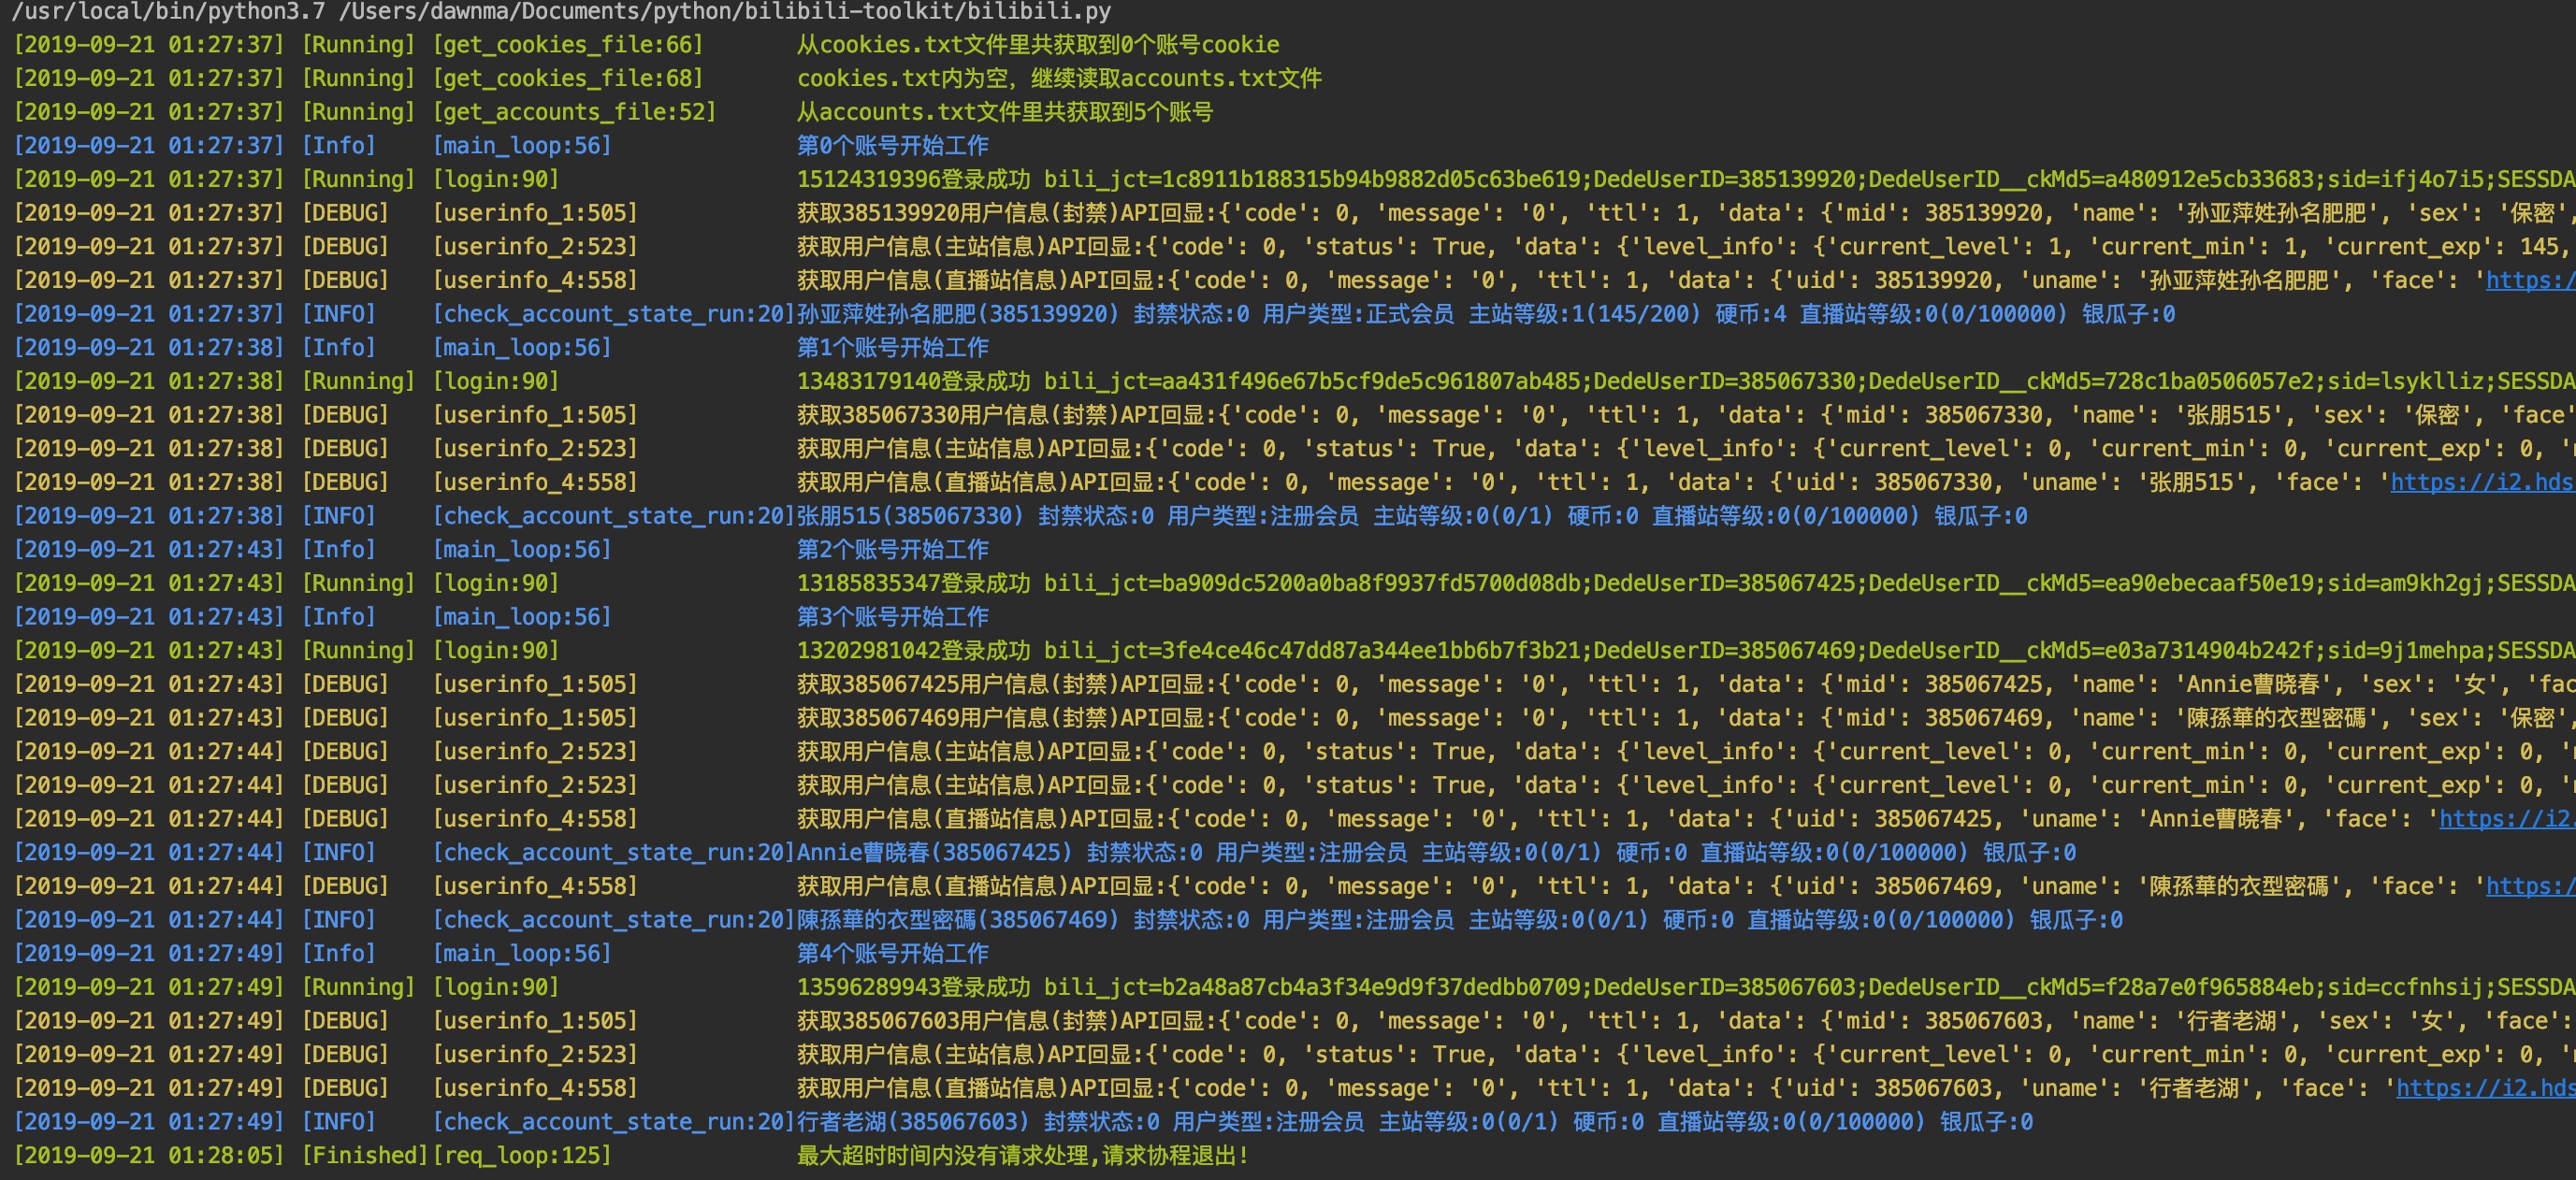 /usr/local/bin/python3.7 /Users/dawnma/Documents/python/bilibili-toolkit/bilibili.py
[2019-09-21 01:27:37] [Running] [get_cookies_file:66] 从cookies.txt文件里共获取到0个账号cookie
[2019-09-21 01:27:37] [Running] [get_cookies_file:68] cookies.txt内为空，继续读取accounts.txt文件
[2019-09-21 01:27:37] [Running] [get_accounts_file:52] 从accounts.txt文件里共获取到5个账号
[2019-09-21 01:27:37] [Info] [main_loop:56] 第0个账号开始工作
[2019-09-21 01:27:37] [Running] [login:90] 15124319396登录成功 bili_jct=1c8911b188315b94b9882d05c63be619;DedeUserID=385139920;DedeUserID__ckMd5=a480912e5cb33683;sid=ifj4o7i5;SESSDA
[2019-09-21 01:27:37] [DEBUG] [userinfo_1:505] 获取385139920用户信息(封禁)API回显:{'code': 0, 'message': '0', 'ttl': 1, 'data': {'mid': 385139920, 'name': '孙亚萍姓孙名肥肥', 'sex': '保密',
[2019-09-21 01:27:37] [DEBUG] [userinfo_2:523] 获取用户信息(主站信息)API回显:{'code': 0, 'status': True, 'data': {'level_info': {'current_level': 1, 'current_min': 1, 'current_exp': 145,
[2019-09-21 01:27:37] [DEBUG] [userinfo_4:558] 获取用户信息(直播站信息)API回显:{'code': 0, 'message': '0', 'ttl': 1, 'data': {'uid': 385139920, 'uname': '孙亚萍姓孙名肥肥', 'face': 'https:/
[2019-09-21 01:27:37] [INFO] [check_account_state_run:20]孙亚萍姓孙名肥肥(385139920) 封禁状态:0 用户类型:正式会员 主站等级:1(145/200) 硬币:4 直播站等级:0(0/100000) 银瓜子:0
[2019-09-21 01:27:38] [Info] [main_loop:56] 第1个账号开始工作
[2019-09-21 01:27:38] [Running] [login:90] 13483179140登录成功 bili_jct=aa431f496e67b5cf9de5c961807ab485;DedeUserID=385067330;DedeUserID__ckMd5=728c1ba0506057e2;sid=lsyklliz;SESSDA
[2019-09-21 01:27:38] [DEBUG] [userinfo_1:505] 获取385067330用户信息(封禁)API回显:{'code': 0, 'message': '0', 'ttl': 1, 'data': {'mid': 385067330, 'name': '张朋515', 'sex': '保密', 'face'
[2019-09-21 01:27:38] [DEBUG] [userinfo_2:523] 获取用户信息(主站信息)API回显:{'code': 0, 'status': True, 'data': {'level_info': {'current_level': 0, 'current_min': 0, 'current_exp': 0, '
[2019-09-21 01:27:38] [DEBUG] [userinfo_4:558] 获取用户信息(直播站信息)API回显:{'code': 0, 'message': '0', 'ttl': 1, 'data': {'uid': 385067330, 'uname': '张朋515', 'face': 'https://i2.hds
[2019-09-21 01:27:38] [INFO] [check_account_state_run:20]张朋515(385067330) 封禁状态:0 用户类型:注册会员 主站等级:0(0/1) 硬币:0 直播站等级:0(0/100000) 银瓜子:0
[2019-09-21 01:27:43] [Info] [main_loop:56] 第2个账号开始工作
[2019-09-21 01:27:43] [Running] [login:90] 13185835347登录成功 bili_jct=ba909dc5200a0ba8f9937fd5700d08db;DedeUserID=385067425;DedeUserID__ckMd5=ea90ebecaaf50e19;sid=am9kh2gj;SESSDA
[2019-09-21 01:27:43] [Info] [main_loop:56] 第3个账号开始工作
[2019-09-21 01:27:43] [Running] [login:90] 13202981042登录成功 bili_jct=3fe4ce46c47dd87a344ee1bb6b7f3b21;DedeUserID=385067469;DedeUserID__ckMd5=e03a7314904b242f;sid=9j1mehpa;SESSDA
[2019-09-21 01:27:43] [DEBUG] [userinfo_1:505] 获取385067425用户信息(封禁)API回显:{'code': 0, 'message': '0', 'ttl': 1, 'data': {'mid': 385067425, 'name': 'Annie曹晓春', 'sex': '女', 'fac
[2019-09-21 01:27:43] [DEBUG] [userinfo_1:505] 获取385067469用户信息(封禁)API回显:{'code': 0, 'message': '0', 'ttl': 1, 'data': {'mid': 385067469, 'name': '陳孫華的衣型密碼', 'sex': '保密',
[2019-09-21 01:27:44] [DEBUG] [userinfo_2:523] 获取用户信息(主站信息)API回显:{'code': 0, 'status': True, 'data': {'level_info': {'current_level': 0, 'current_min': 0, 'current_exp': 0, '
[2019-09-21 01:27:44] [DEBUG] [userinfo_2:523] 获取用户信息(主站信息)API回显:{'code': 0, 'status': True, 'data': {'level_info': {'current_level': 0, 'current_min': 0, 'current_exp': 0, '
[2019-09-21 01:27:44] [DEBUG] [userinfo_4:558] 获取用户信息(直播站信息)API回显:{'code': 0, 'message': '0', 'ttl': 1, 'data': {'uid': 385067425, 'uname': 'Annie曹晓春', 'face': 'https://i2.
[2019-09-21 01:27:44] [INFO] [check_account_state_run:20]Annie曹晓春(385067425) 封禁状态:0 用户类型:注册会员 主站等级:0(0/1) 硬币:0 直播站等级:0(0/100000) 银瓜子:0
[2019-09-21 01:27:44] [DEBUG] [userinfo_4:558] 获取用户信息(直播站信息)API回显:{'code': 0, 'message': '0', 'ttl': 1, 'data': {'uid': 385067469, 'uname': '陳孫華的衣型密碼', 'face': 'https:/
[2019-09-21 01:27:44] [INFO] [check_account_state_run:20]陳孫華的衣型密碼(385067469) 封禁状态:0 用户类型:注册会员 主站等级:0(0/1) 硬币:0 直播站等级:0(0/100000) 银瓜子:0
[2019-09-21 01:27:49] [Info] [main_loop:56] 第4个账号开始工作
[2019-09-21 01:27:49] [Running] [login:90] 13596289943登录成功 bili_jct=b2a48a87cb4a3f34e9d9f37dedbb0709;DedeUserID=385067603;DedeUserID__ckMd5=f28a7e0f965884eb;sid=ccfnhsij;SESSDA
[2019-09-21 01:27:49] [DEBUG] [userinfo_1:505] 获取385067603用户信息(封禁)API回显:{'code': 0, 'message': '0', 'ttl': 1, 'data': {'mid': 385067603, 'name': '行者老湖', 'sex': '女', 'face':
[2019-09-21 01:27:49] [DEBUG] [userinfo_2:523] 获取用户信息(主站信息)API回显:{'code': 0, 'status': True, 'data': {'level_info': {'current_level': 0, 'current_min': 0, 'current_exp': 0, '
[2019-09-21 01:27:49] [DEBUG] [userinfo_4:558] 获取用户信息(直播站信息)API回显:{'code': 0, 'message': '0', 'ttl': 1, 'data': {'uid': 385067603, 'uname': '行者老湖', 'face': 'https://i2.hds
[2019-09-21 01:27:49] [INFO] [check_account_state_run:20]行者老湖(385067603) 封禁状态:0 用户类型:注册会员 主站等级:0(0/1) 硬币:0 直播站等级:0(0/100000) 银瓜子:0
[2019-09-21 01:28:05] [Finished][req_loop:125] 最大超时时间内没有请求处理,请求协程退出!